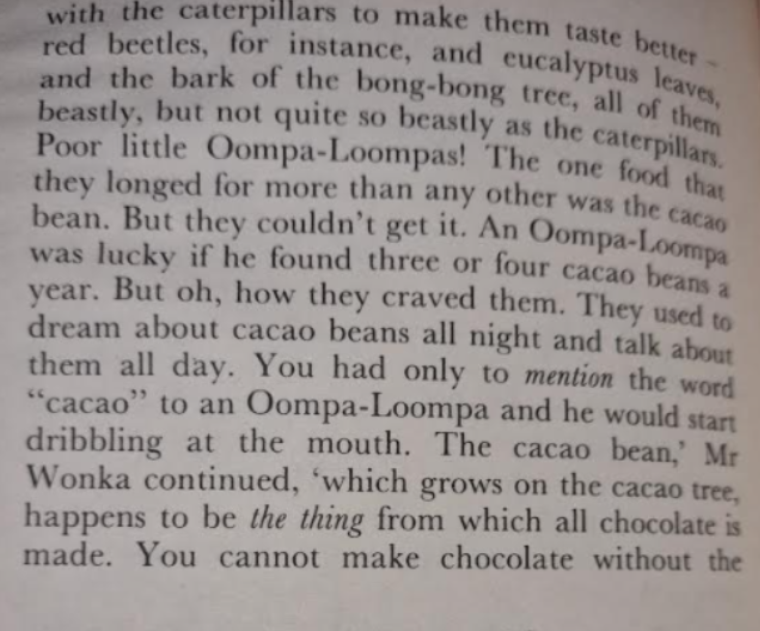 with the caterpillars to make them taste better –
red beetles, for instance, and eucalyptus leaves,
and the bark of the bong-bong tree, all of them
beastly, but not quite so beastly as the caterpillars.
Poor little Oompa-Loompas! The one food that
they longed for more than any other was the cacao
bean. But they couldn't get it. An Oompa-Loompa
was lucky if he found three or four cacao beans a
year. But oh, how they craved them. They used to
dream about cacao beans all night and talk about
them all day. You had only to mention the word
“cacao” to an Oompa-Loompa and he would start
dribbling at the mouth. The cacao bean,’ Mr
Wonka continued, ‘which grows on the cacao tree,
happens to be the thing from which all chocolate is
made. You cannot make chocolate without the